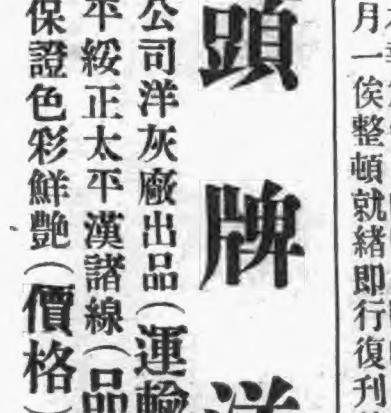 月一俟整頓就緒即行復刊
頭牌洋
公司洋灰廠出品（運輸
平綏正太平漢諸線（品
保證色彩鮮艷（價格）